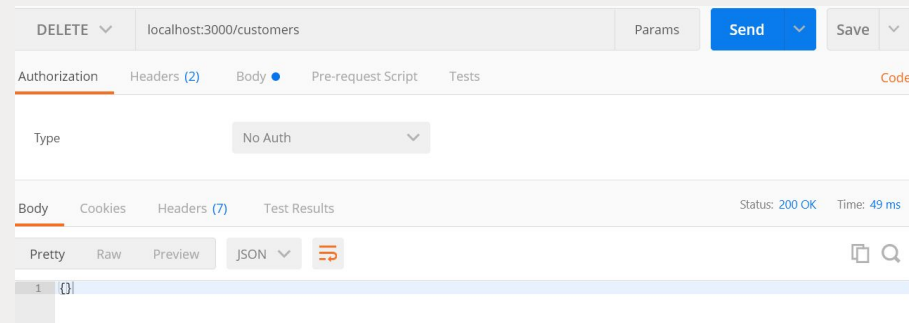 DELETE localhost:3000/customers Params Send Save
Authorization Headers (2) Body Pre-request Script Tests Code
Type No Auth
Body Cookies Headers (7) Test Results Status: 200 OK Time: 49 ms
Pretty Raw Preview JSON
1 {}